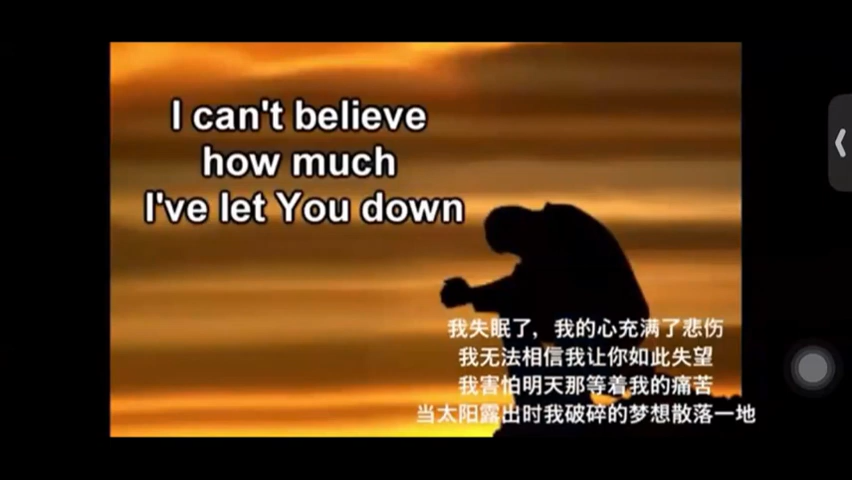 I can't believe
how much
I've let You down
我失眠了，我的心充满了悲伤
我无法相信我让你如此失望
我害怕明天那等着我的痛苦
当太阳露出时我破碎的梦想散落一地